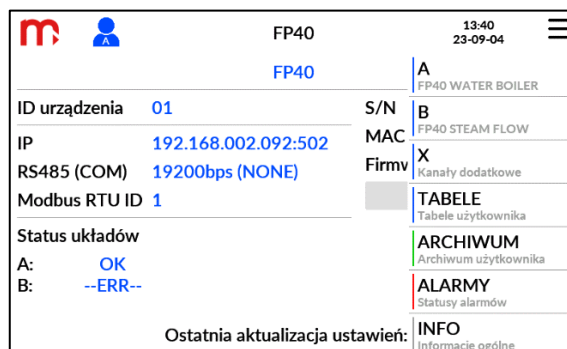 m
A
FP40
13:40
23-09-04
FP40
ID urządzenia 01
S/N
IP 192.168.002.092:502
MAC
RS485 (COM) 19200bps (NONE)
Modbus RTU ID 1
Status układów
A: OK
B: --ERR--
Ostatnia aktualizacja ustawień:
A
FP40 WATER BOILER
B
FP40 STEAM FLOW
X
Kanały dodatkowe
TABELE
Tabele użytkownika
ARCHIWUM
Archiwum użytkownika
ALARMY
Statusy alarmów
INFO
Informacje ogólne